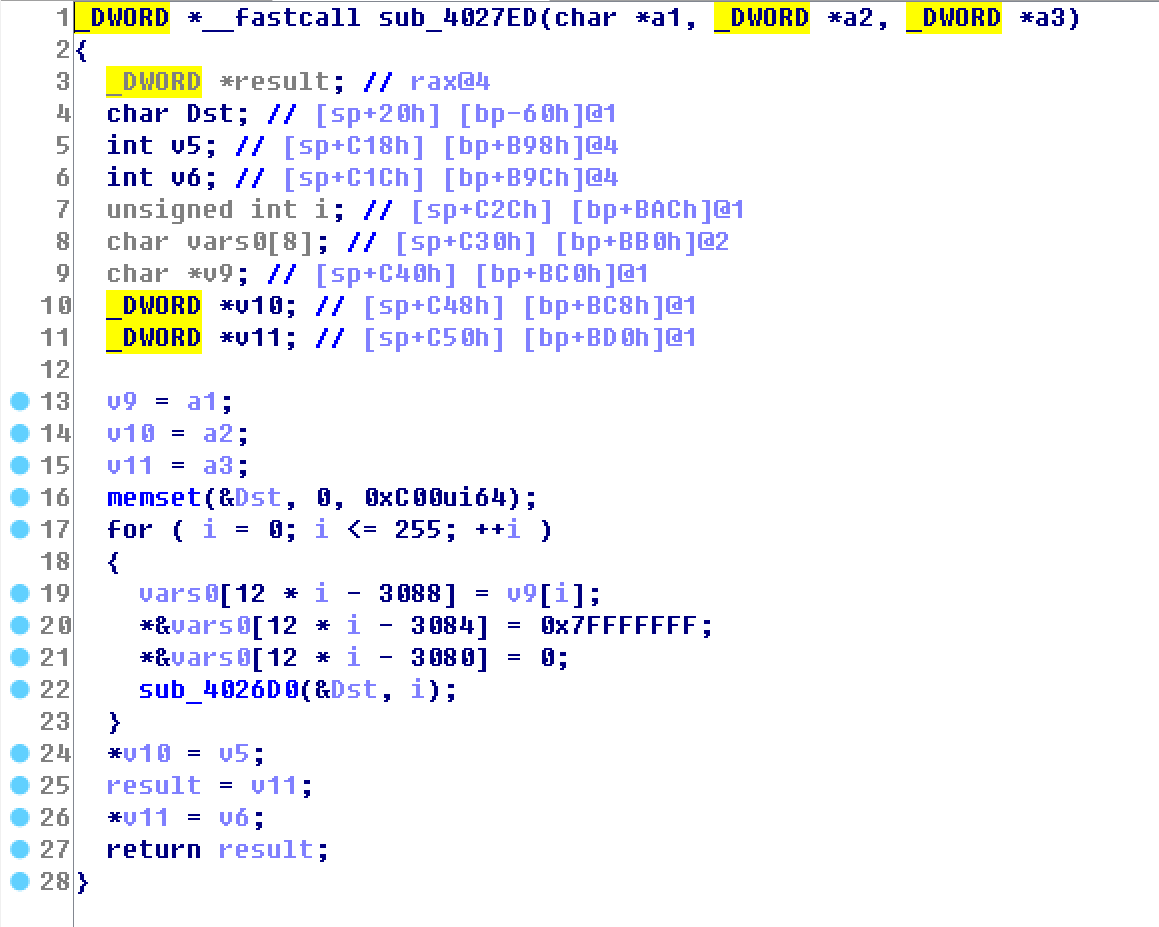 1 _DWORD *__fastcall sub_4027ED(char *a1, _DWORD *a2, _DWORD *a3)
2 {
3   _DWORD *result; // rax@4
4   char Dst; // [sp+20h] [bp-60h]@1
5   int v5; // [sp+C18h] [bp+B98h]@4
6   int v6; // [sp+C1Ch] [bp+B9Ch]@4
7   unsigned int i; // [sp+C2Ch] [bp+BACh]@1
8   char vars0[8]; // [sp+C30h] [bp+BB0h]@2
9   char *v9; // [sp+C40h] [bp+BC0h]@1
10   _DWORD *v10; // [sp+C48h] [bp+BC8h]@1
11   _DWORD *v11; // [sp+C50h] [bp+BD0h]@1
12
13   v9 = a1;
14   v10 = a2;
15   v11 = a3;
16   memset(&Dst, 0, 0xC00ui64);
17   for ( i = 0; i <= 255; ++i )
18   {
19     vars0[12 * i - 3088] = v9[i];
20     *&vars0[12 * i - 3084] = 0x7FFFFFFF;
21     *&vars0[12 * i - 3080] = 0;
22     sub_4026D0(&Dst, i);
23   }
24   *v10 = v5;
25   result = v11;
26   *v11 = v6;
27   return result;
28 }